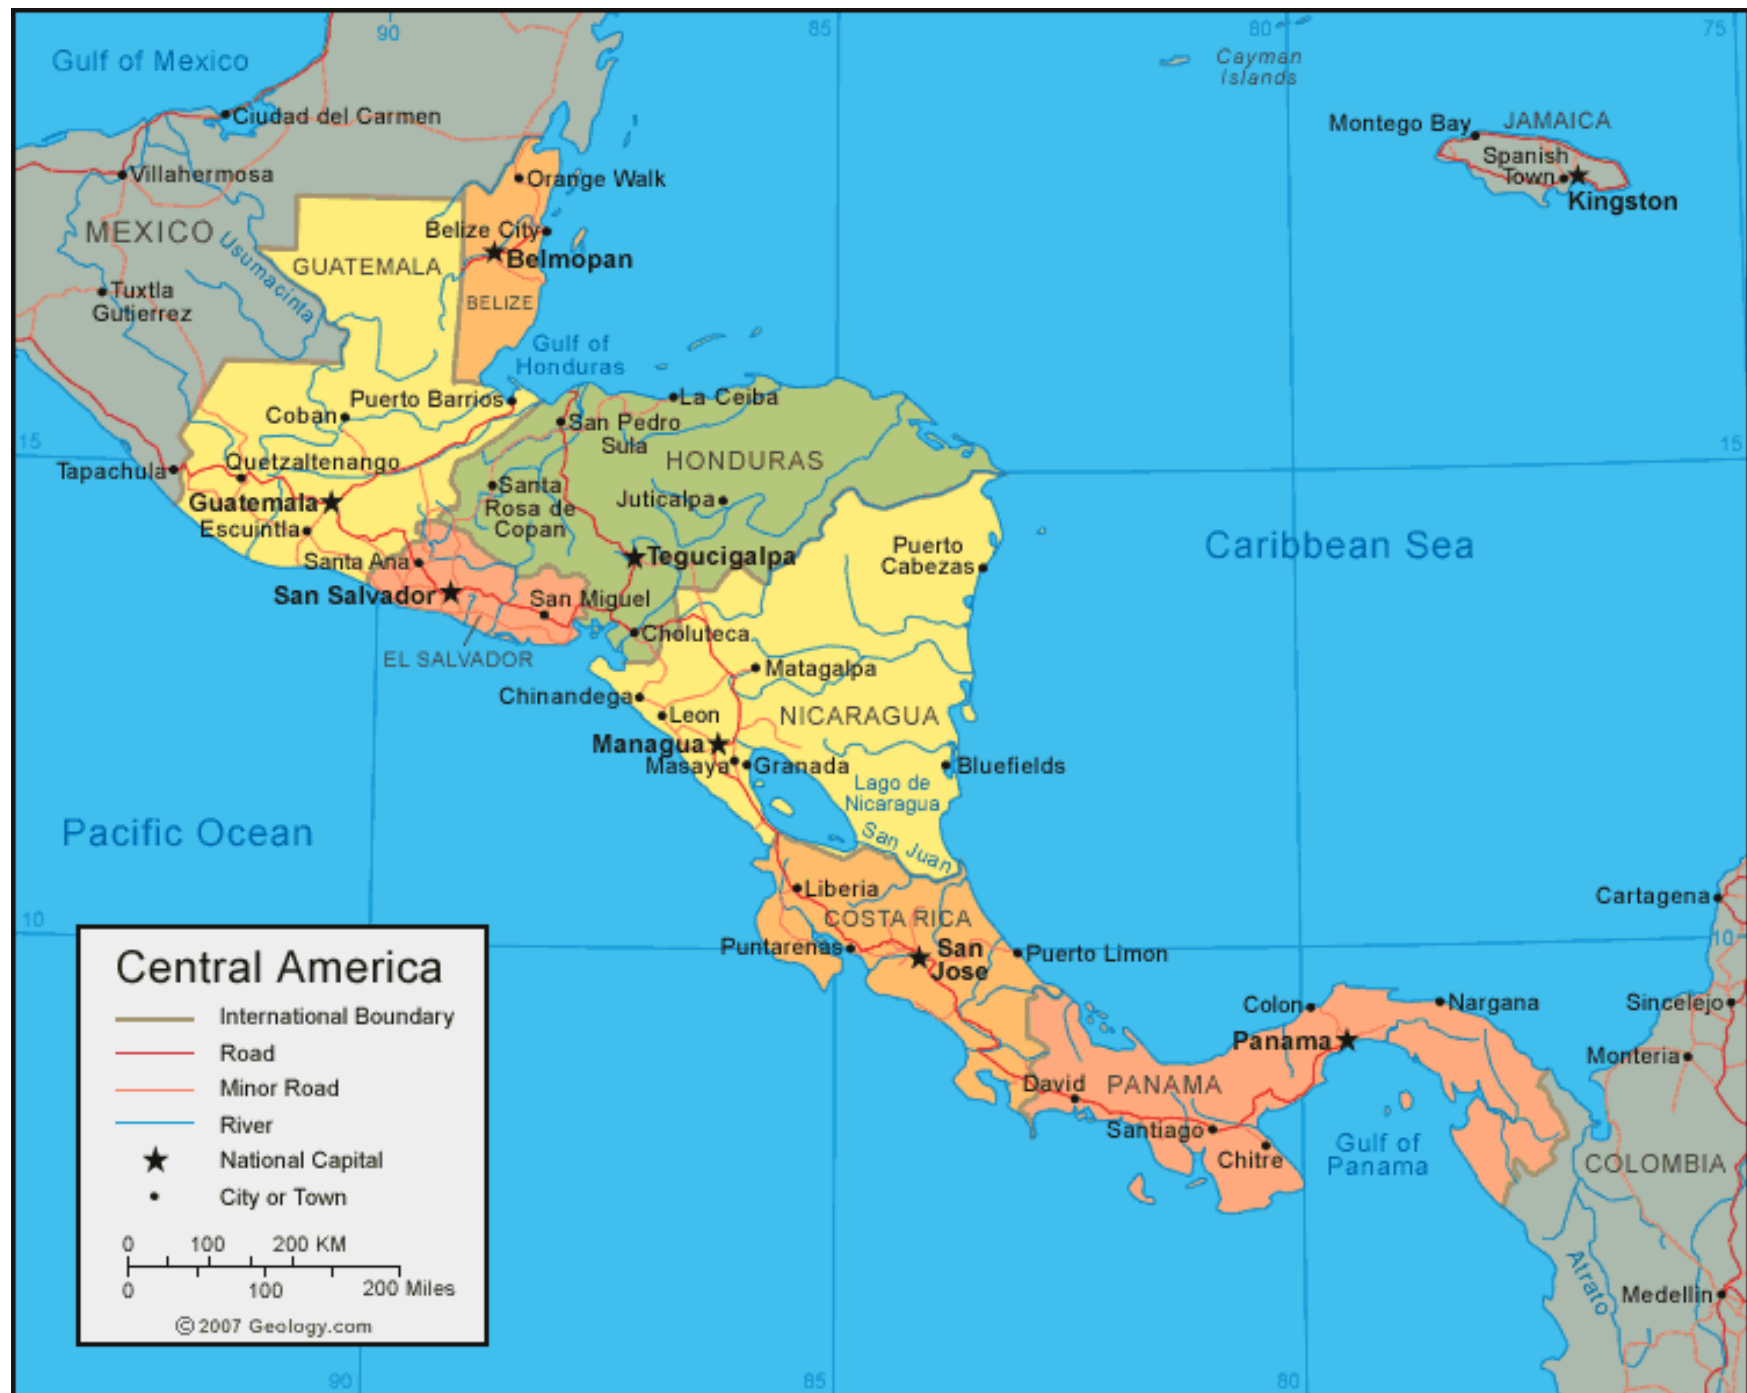 90
85
80
75
Gulf of Mexico
Cayman
Islands
Ciudad del Carmen
Montego Bay
JAMAICA
Spanish
Town
Kingston
Villahermosa
Orange Walk
MEXICO
Usumacinta
Belize City
Belmopan
GUATEMALA
BELIZE
Tuxtla
Gutierrez
Gulf of
Honduras
Puerto Barrios
La Ceiba
Coban
San Pedro
Sula
15
15
Tapachula
Quetzaltenango
HONDURAS
Guatemala
Santa
Rosa de
Copan
Juticalpa
Escuintla
Santa Ana
Tegucigalpa
Puerto
Cabezas
Caribbean Sea
San Salvador
San Miguel
EL SALVADOR
Choluteca
Matagalpa
Chinandega
Leon
NICARAGUA
Managua
Masaya
Granada
Bluefields
Lago de
Nicaragua
San Juan
Pacific Ocean
Liberia
COSTA RICA
Cartagena
10
10
Puntarenas
San
Jose
Puerto Limon
Colon
Nargana
Sincelejo
Panama
Monteria
David
PANAMA
Santiago
Chitre
Gulf of
Panama
COLOMBIA
Atrato
Medellin
Central America
International Boundary
Road
Minor Road
River
National Capital
City or Town
0 100 200 KM
0 100 200 Miles
© 2007 Geology.com
90
85
80